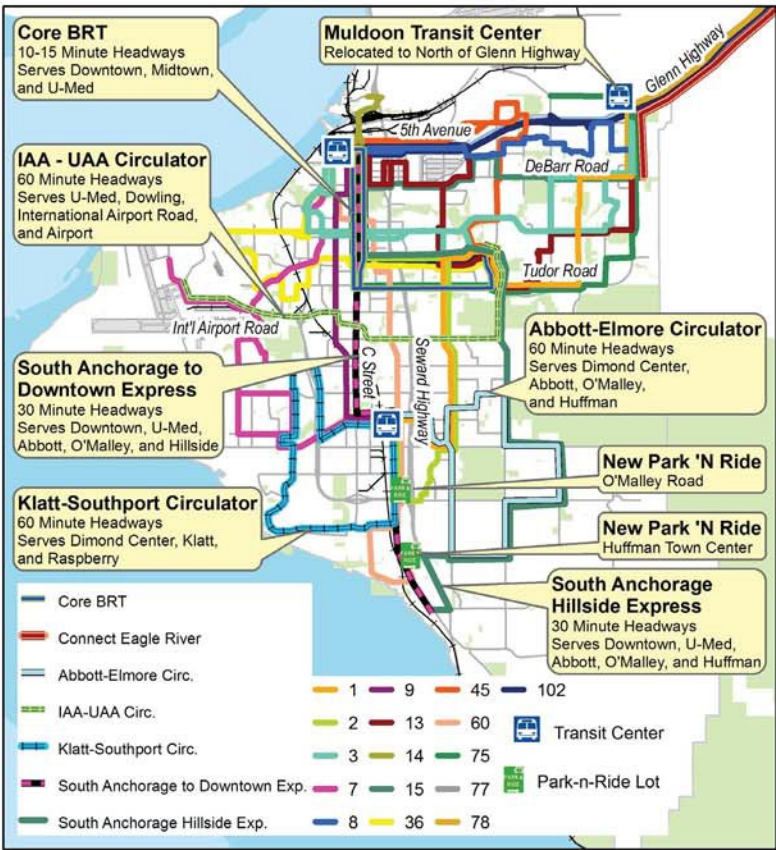 Core BRT
10-15 Minute Headways
Serves Downtown, Midtown,
and U-Med
Muldoon Transit Center
Relocated to North of Glenn Highway
Glenn Highway
5th Avenue
DeBarr Road
IAA - UAA Circulator
60 Minute Headways
Serves U-Med, Dowling,
International Airport Road,
and Airport
Tudor Road
Int'l Airport Road
C Street
Seward Highway
Abbott-Elmore Circulator
60 Minute Headways
Serves Dimond Center,
Abbott, O'Malley,
and Huffman
South Anchorage to
Downtown Express
30 Minute Headways
Serves Downtown, U-Med,
Abbott, O'Malley, and Hillside
New Park 'N Ride
O'Malley Road
PARK &
RIDE
Klatt-Southport Circulator
60 Minute Headways
Serves Dimond Center, Klatt,
and Raspberry
New Park 'N Ride
Huffman Town Center
PARK &
RIDE
South Anchorage
Hillside Express
30 Minute Headways
Serves Downtown, U-Med,
Abbott, O'Malley, and Huffman
Core BRT
Connect Eagle River
Abbott-Elmore Circ.
IAA-UAA Circ.
Klatt-Southport Circ.
South Anchorage to Downtown Exp.
South Anchorage Hillside Exp.
1
2
3
7
8
9
13
14
15
36
45
60
75
77
78
102
Transit Center
PARK &
RIDE
Park-n-Ride Lot